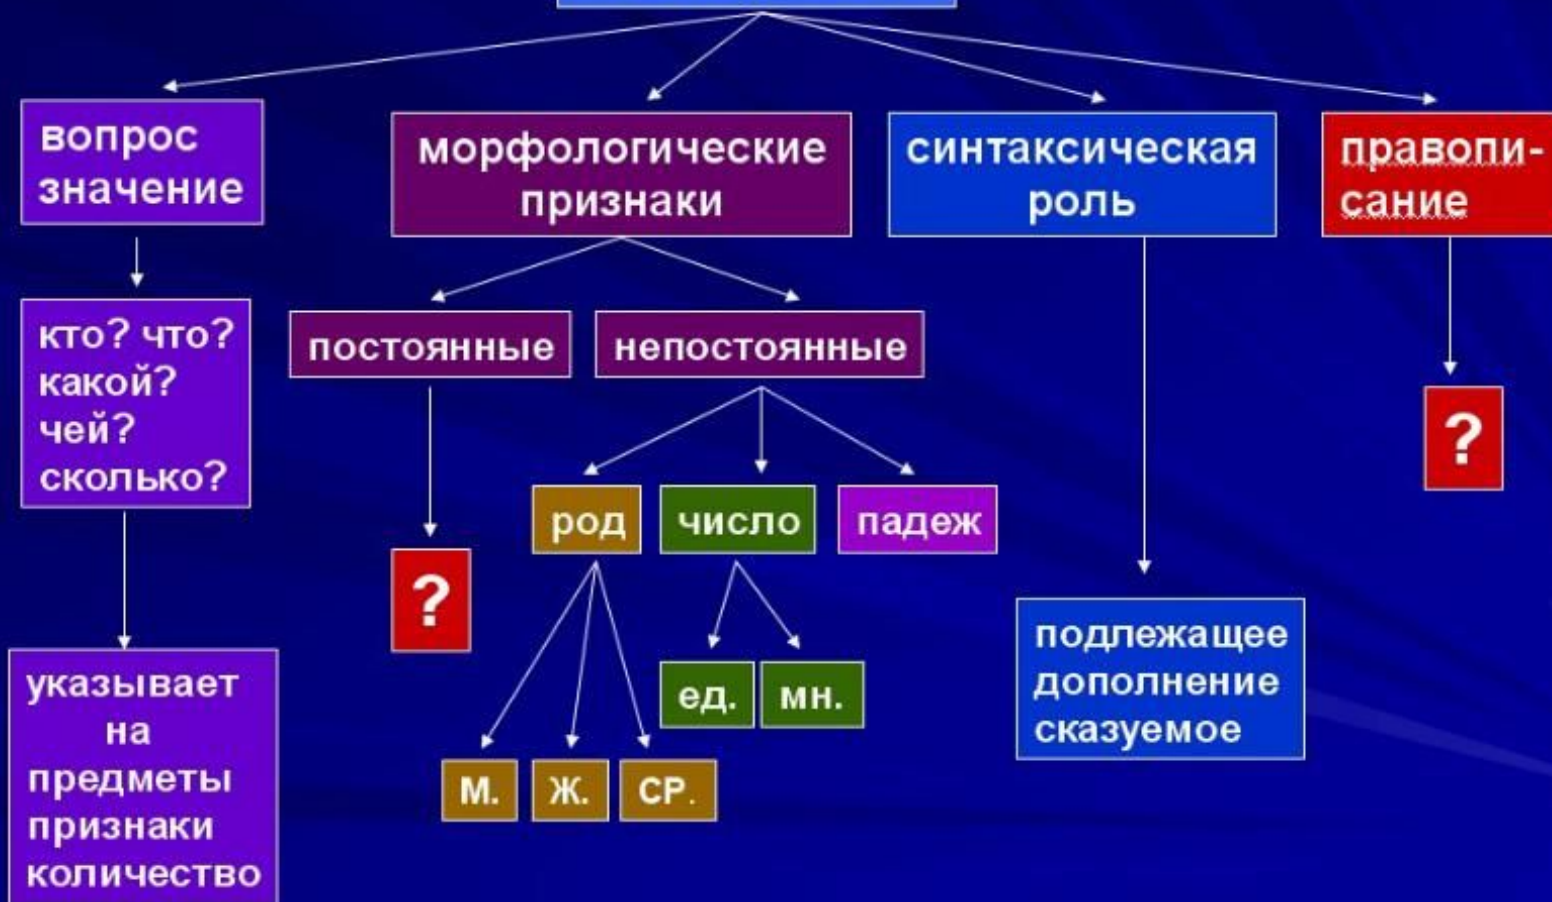 вопрос
значение
морфологические
признаки
синтаксическая
роль
правопи-
сание
кто? что?
какой?
чей?
сколько?
постоянные
непостоянные
?
род
число
падеж
?
ед.
мн.
М.
Ж.
СР.
подлежащее
дополнение
сказуемое
указывает
на
предметы
признаки
количество